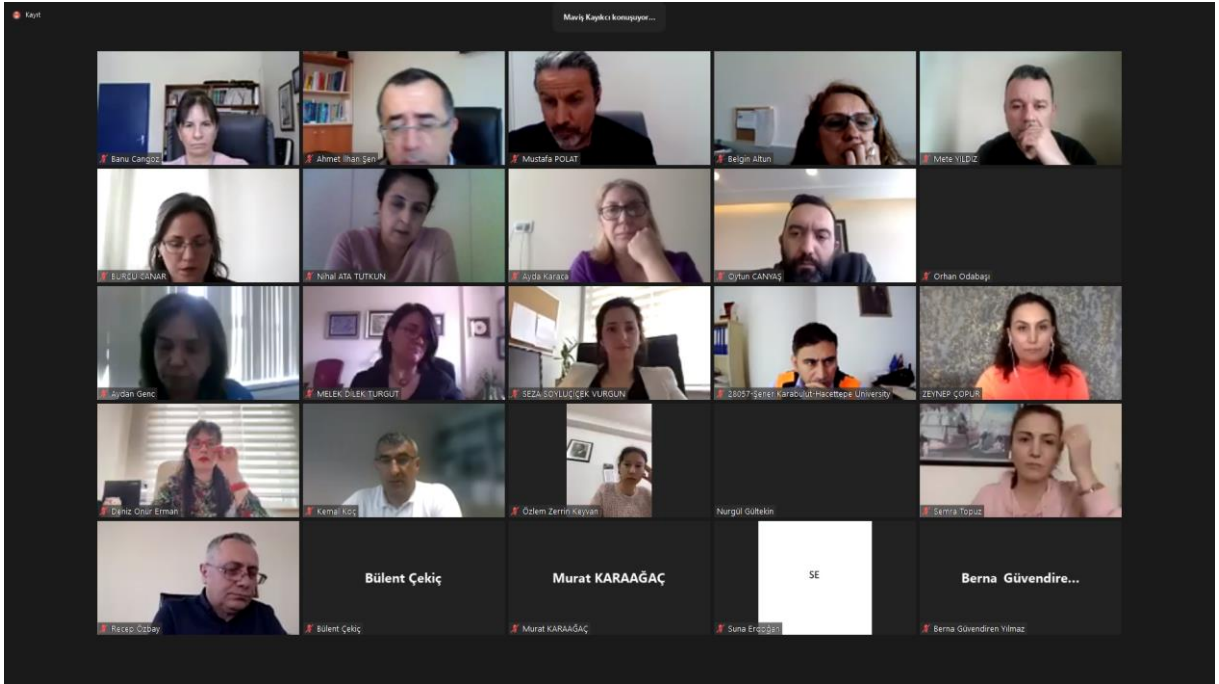 Kayıt
Maviş Kayıkcı konuşuyor...
Banu Cangöz
Ahmet İlhan Şen
Mustafa POLAT
Belgin Altun
Mete YILDIZ
BURCU CANAR
Nihal ATA TUTKUN
Ayda Karaca
Oytun CANYAŞ
Orhan Odabaşı
Aydan Genç
MELEK DİLEK TURGUT
SEZA SOYLUÇİÇEK VURGUN
28057-Şener Karabulut-Hacettepe University
ZEYNEP ÇOPUR
Deniz Onur Erman
Kemal Koç
Özlem Zerrin Keyvan
Nurgül Gültekin
Semra Topuz
Recep Özbay
Bülent Çekiç
Bülent Çekiç
Murat KARAAĞAÇ
Murat KARAAĞAÇ
SE
Suna Erdoğan
Berna Güvendire...
Berna Güvendiren Yılmaz